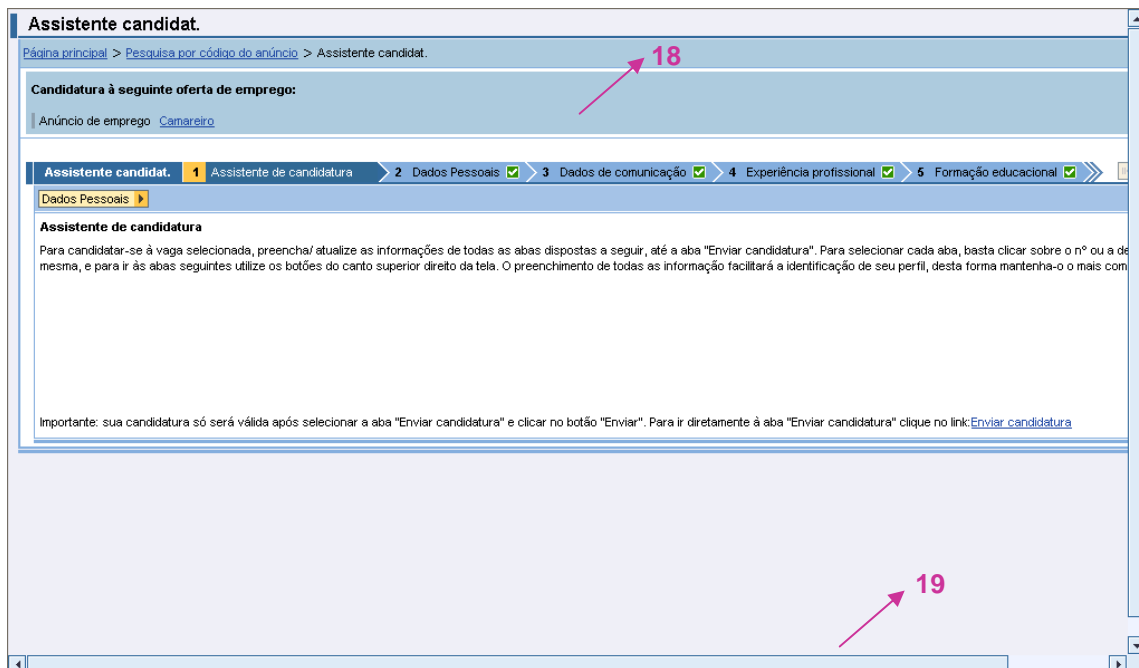 Assistente candidat.
Página principal > Pesquisa por código do anúncio > Assistente candidat.
18
Candidatura à seguinte oferta de emprego:
Anúncio de emprego Camareiro
Assistente candidat. 1 Assistente de candidatura 2 Dados Pessoais 3 Dados de comunicação 4 Experiência profissional 5 Formação educacional
Dados Pessoais
Assistente de candidatura
Para candidatar-se à vaga selecionada, preencha/ atualize as informações de todas as abas dispostas a seguir, até a aba "Enviar candidatura". Para selecionar cada aba, basta clicar sobre o nº ou a de
mesma, e para ir às abas seguintes utilize os botões do canto superior direito da tela. O preenchimento de todas as informação facilitará a identificação de seu perfil, desta forma mantenha-o o mais com
Importante: sua candidatura só será válida após selecionar a aba "Enviar candidatura" e clicar no botão "Enviar". Para ir diretamente à aba "Enviar candidatura" clique no link:Enviar candidatura
19